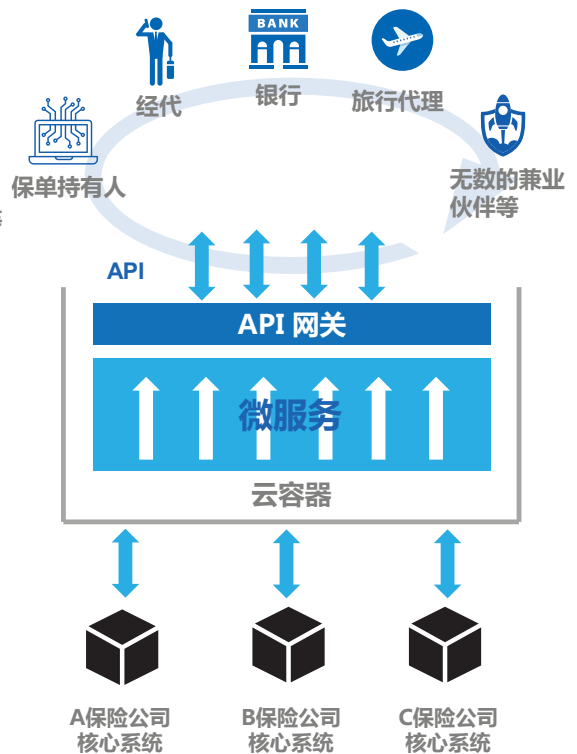 BANK
经代
银行
旅行代理
保单持有人
无数的兼业
伙伴等
API
API 网关
微服务
云容器
A保险公司
核心系统
B保险公司
核心系统
C保险公司
核心系统